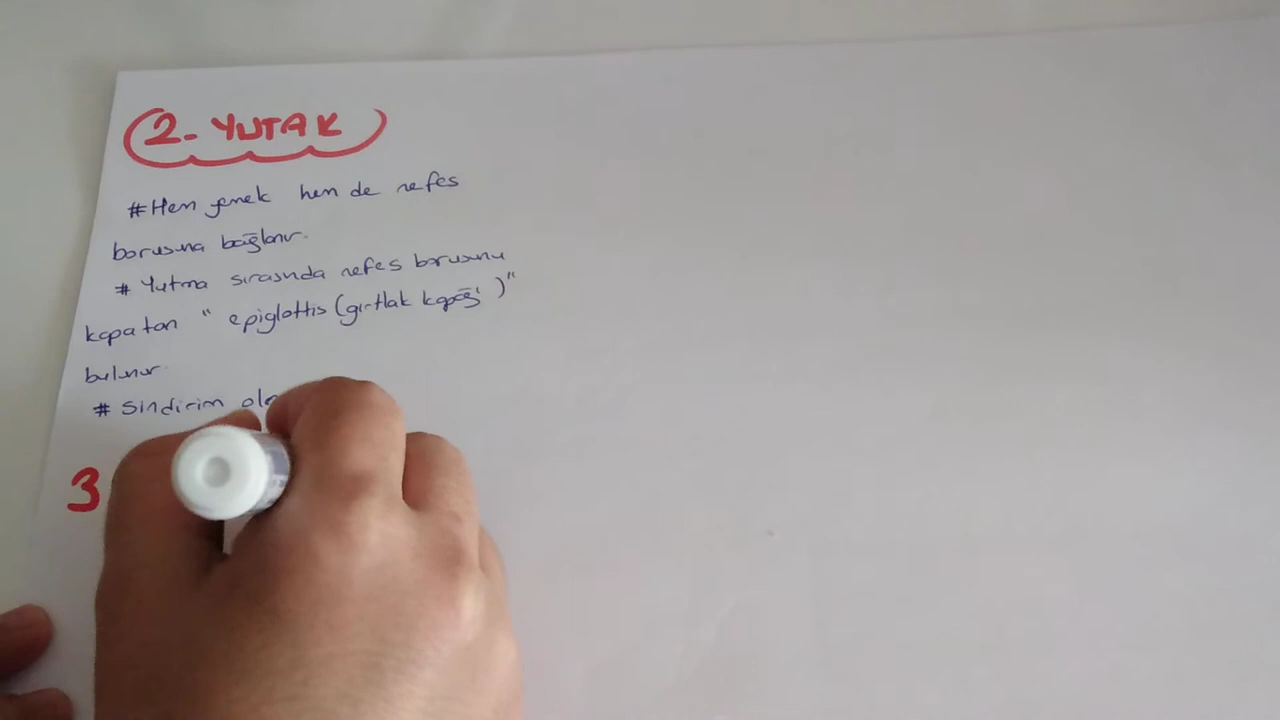 2- YUTAK
#Hem yemek hem de nefes
borusuna bağlanır.
# Yutma sırasında nefes borusunu
kapatan " epiglottis (gırtlak kapağı)"
bulunur.
# Sindirim
3